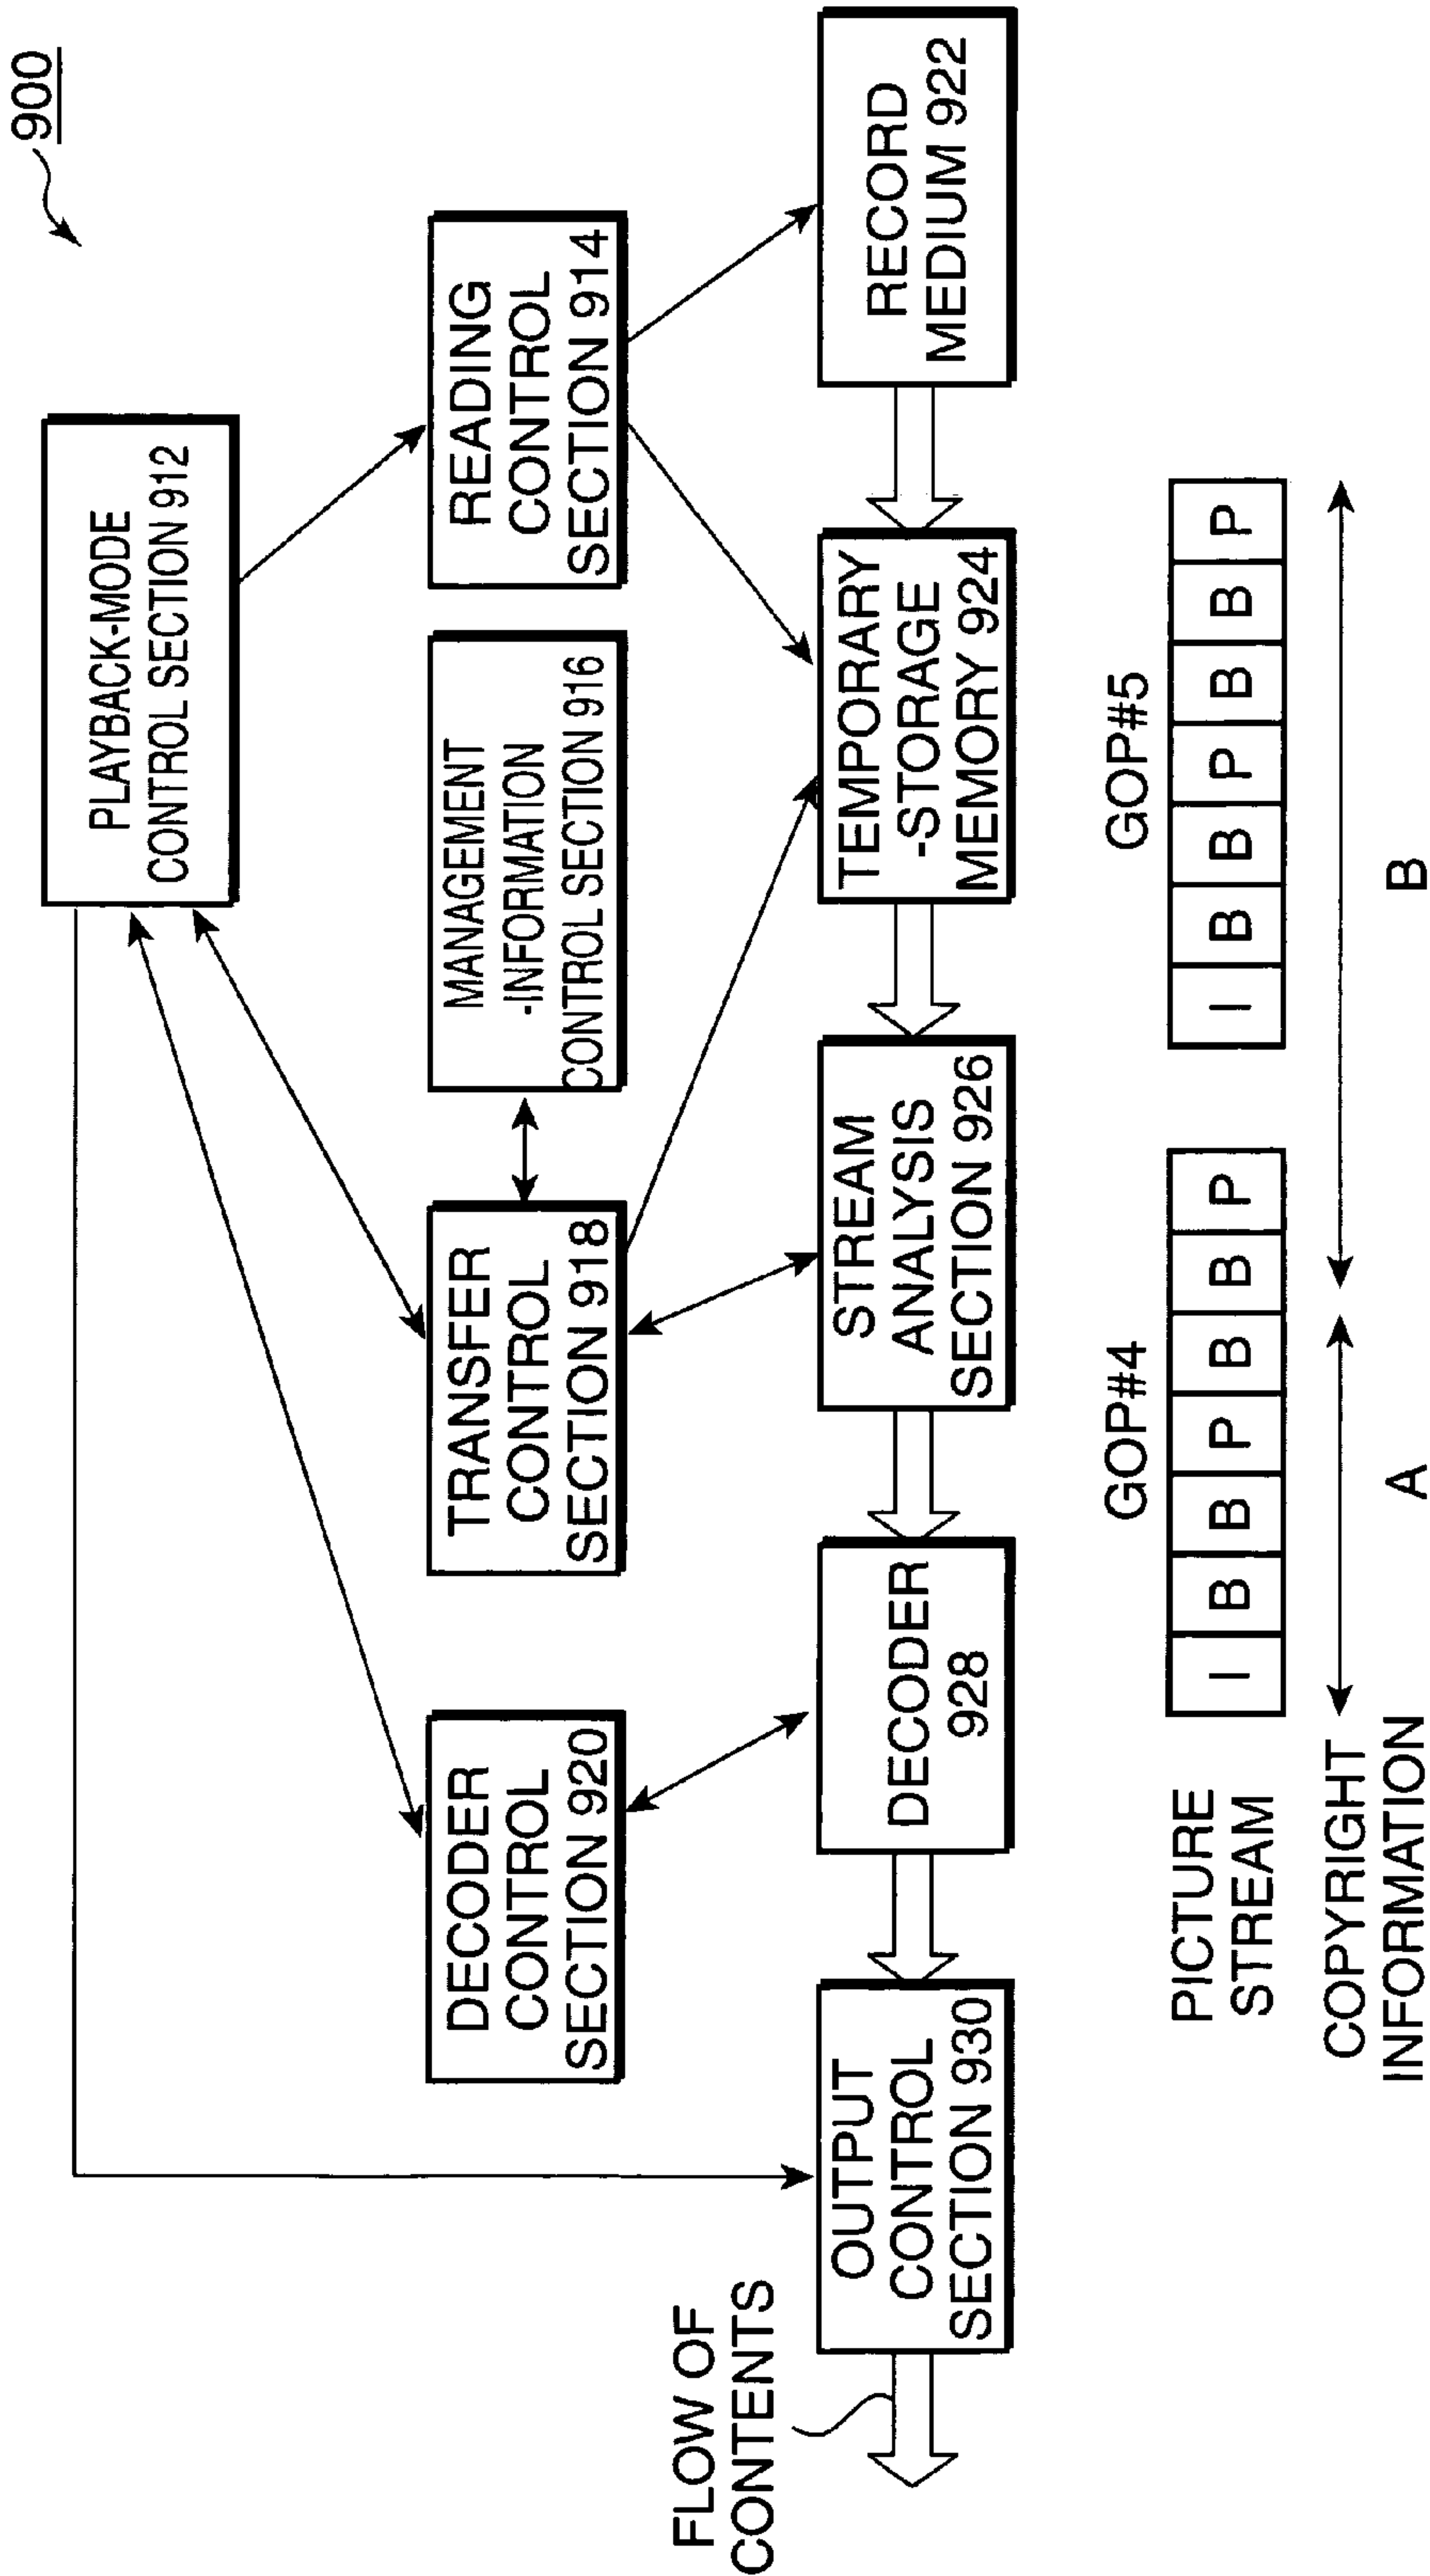 900
PLAYBACK-MODE
CONTROL SECTION 912
DECODER
CONTROL
SECTION 920
TRANSFER
CONTROL
SECTION 918
MANAGEMENT
-INFORMATION
CONTROL SECTION 916
READING
CONTROL
SECTION 914
FLOW OF
CONTENTS
OUTPUT
CONTROL
SECTION 930
DECODER
928
STREAM
ANALYSIS
SECTION 926
TEMPORARY
-STORAGE
MEMORY 924
RECORD
MEDIUM 922
GOP#4
GOP#5
PICTURE
STREAM
I B B P B B P
I B B P B B P
COPYRIGHT
INFORMATION
A
B